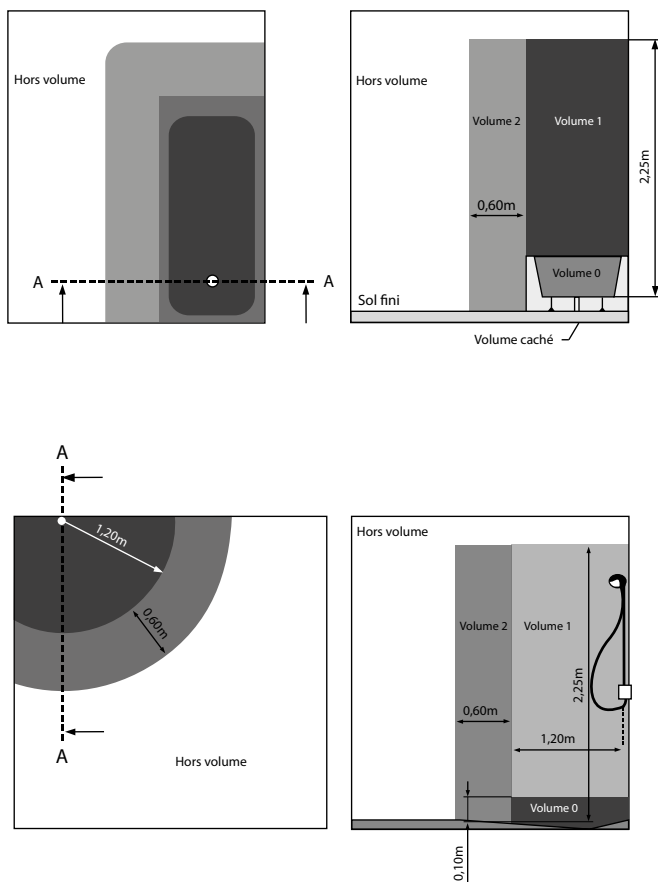 Hors volume
A
A
Hors volume
Volume 2
Volume 1
2,25m
0,60m
Volume 0
Sol fini
Volume caché
A
1,20m
0,60m
A
Hors volume
Hors volume
Volume 2
Volume 1
2,25m
0,60m
1,20m
Volume 0
0,10m